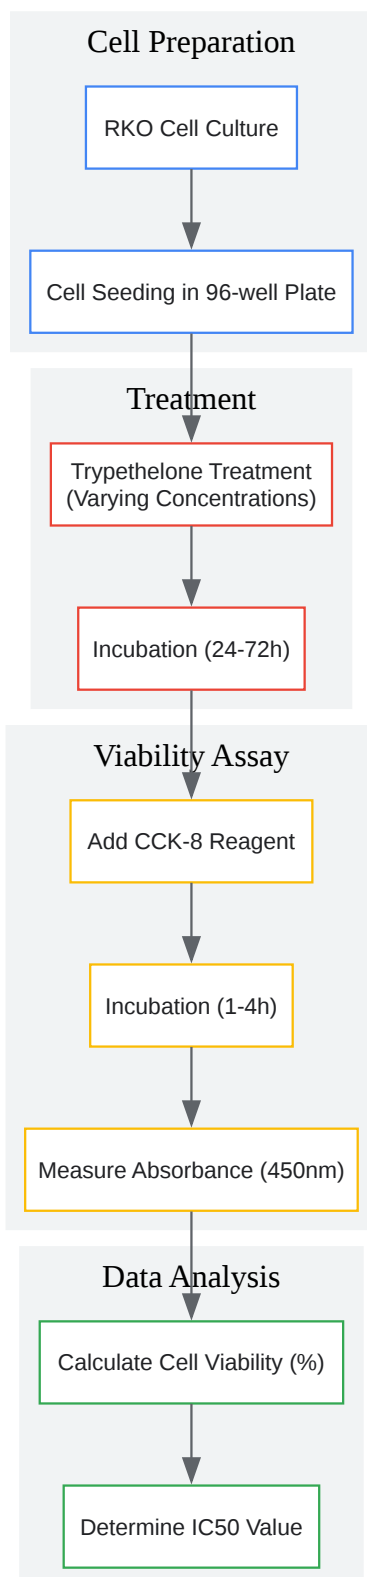 Cell Preparation
RKO Cell Culture
Cell Seeding in 96-well Plate
Treatment
Trypethelone Treatment
(Varying Concentrations)
Incubation (24-72h)
Viability Assay
Add CCK-8 Reagent
Incubation (1-4h)
Measure Absorbance (450nm)
Data Analysis
Calculate Cell Viability (%)
Determine IC50 Value